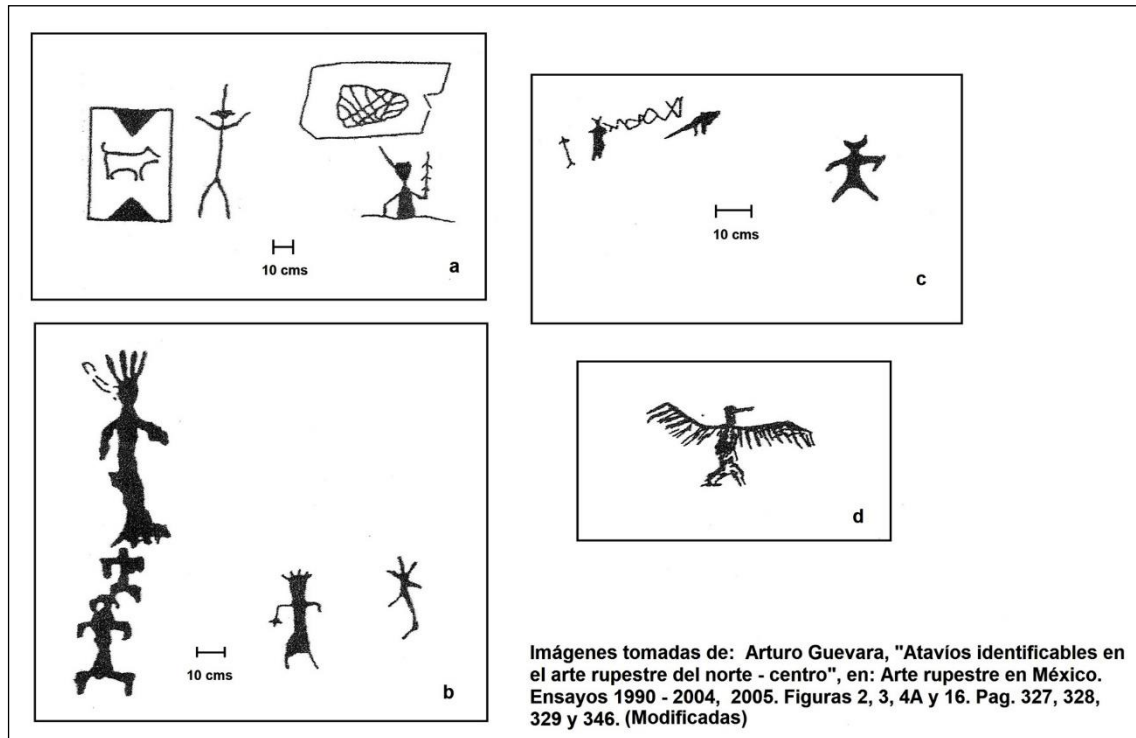 10 cms
a
10 cms
c
10 cms
b
d
Imágenes tomadas de: Arturo Guevara, "Atavíos identificables en
el arte rupestre del norte - centro", en: Arte rupestre en México.
Ensayos 1990 - 2004, 2005. Figuras 2, 3, 4A y 16. Pag. 327, 328,
329 y 346. (Modificadas)